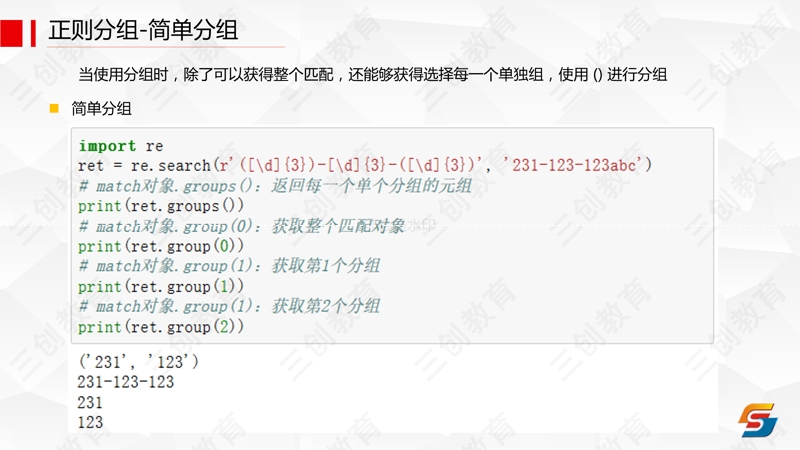 正则分组-简单分组
当使用分组时，除了可以获得整个匹配，还能够获得选择每一个单独组，使用 () 进行分组
简单分组
import re
ret = re.search(r'([\d]{3})-[\d]{3}-([\d]{3})', '231-123-123abc')
# match对象.groups(): 返回每一个单个分组的元组
print(ret.groups())
# match对象.group(0): 获取整个匹配对象
print(ret.group(0))
# match对象.group(1): 获取第1个分组
print(ret.group(1))
# match对象.group(1): 获取第2个分组
print(ret.group(2))
('231', '123')
231-123-123
231
123
三创教育